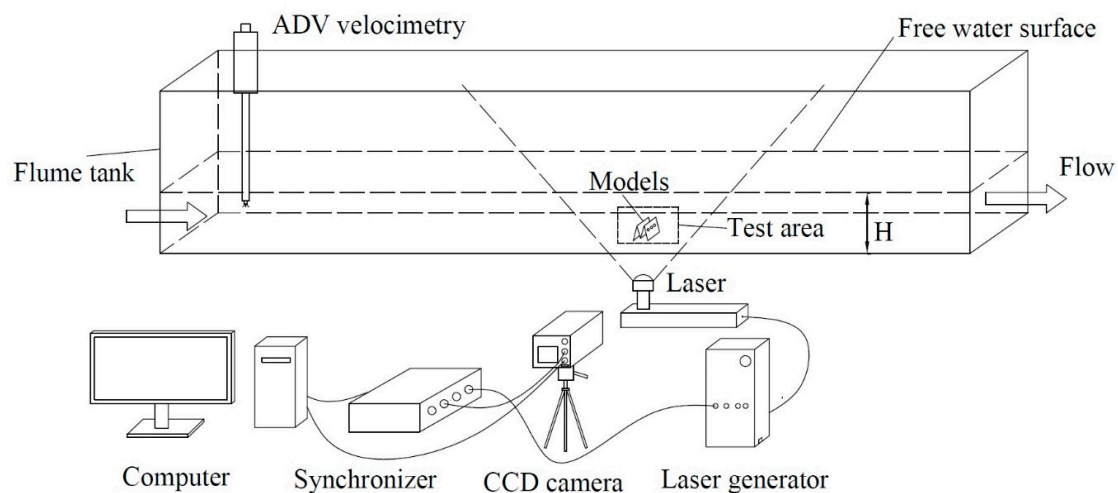 ADV velocimetry
Free water surface
Flume tank
Models
Flow
Test area
H
Laser
Computer
Synchronizer
CCD camera
Laser generator